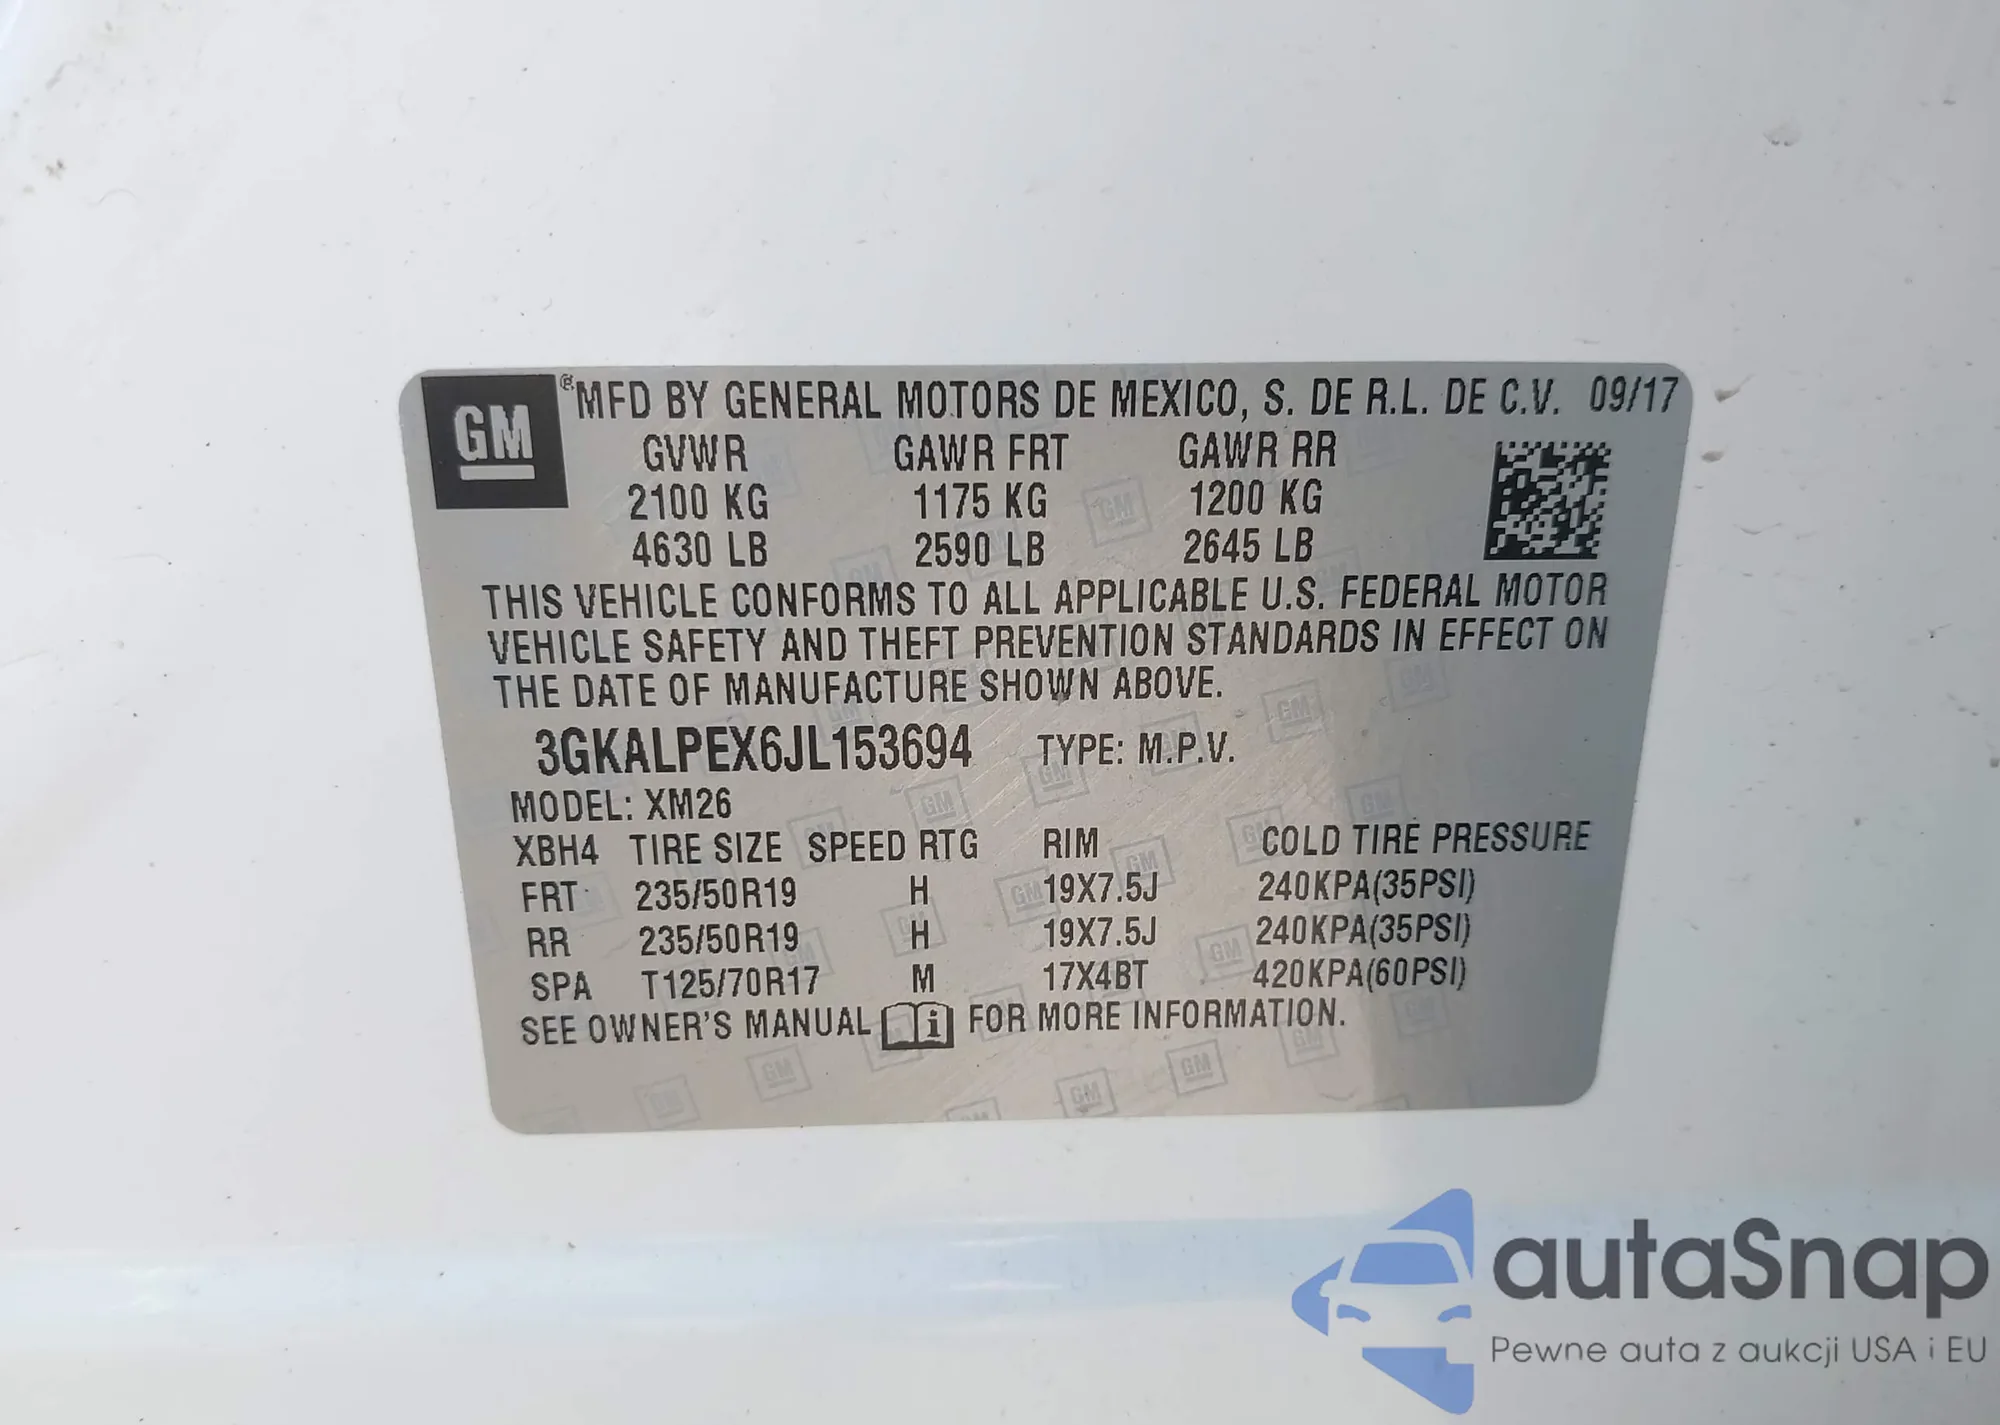 GM
®MFD BY GENERAL MOTORS DE MEXICO, S. DE R.L. DE C.V. 09/17
GVWR GAWR FRT GAWR RR
2100 KG 1175 KG 1200 KG
4630 LB 2590 LB 2645 LB
THIS VEHICLE CONFORMS TO ALL APPLICABLE U.S. FEDERAL MOTOR
VEHICLE SAFETY AND THEFT PREVENTION STANDARDS IN EFFECT ON
THE DATE OF MANUFACTURE SHOWN ABOVE.
3GKALPEX6JL153694 TYPE: M.P.V.
MODEL: XM26
XBH4 TIRE SIZE SPEED RTG RIM COLD TIRE PRESSURE
FRT 235/50R19 H 19X7.5J 240KPA(35PSI)
RR 235/50R19 H 19X7.5J 240KPA(35PSI)
SPA T125/70R17 M 17X4BT 420KPA(60PSI)
SEE OWNER'S MANUAL i FOR MORE INFORMATION.
autaSnap
Pewne auta z aukcji USA i EU